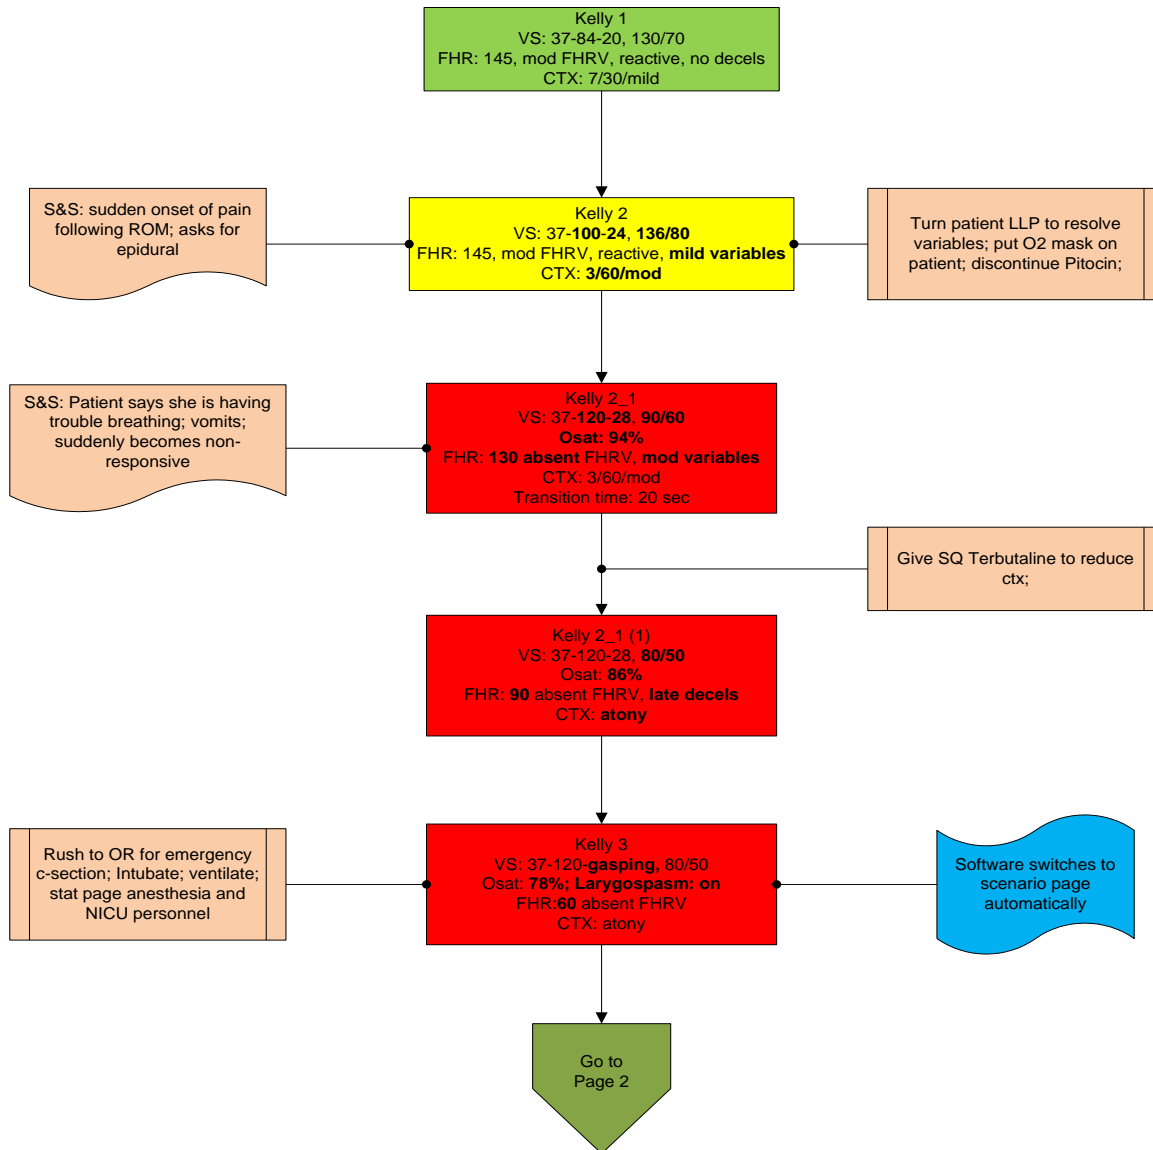 Kelly 1
VS: 37-84-20, 130/70
FHR: 145, mod FHRV, reactive, no decels
CTX: 7/30/mild
S&S: sudden onset of pain
following ROM; asks for
epidural
Kelly 2
VS: 37-100-24, 136/80
FHR: 145, mod FHRV, reactive, mild variables
CTX: 3/60/mod
Turn patient LLP to resolve
variables; put O2 mask on
patient; discontinue Pitocin;
S&S: Patient says she is having
trouble breathing; vomits;
suddenly becomes non-
responsive
Kelly 2_1
VS: 37-120-28, 90/60
Osat: 94%
FHR: 130 absent FHRV, mod variables
CTX: 3/60/mod
Transition time: 20 sec
Give SQ Terbutaline to reduce
ctx;
Kelly 2_1 (1)
VS: 37-120-28, 80/50
Osat: 86%
FHR: 90 absent FHRV, late decels
CTX: atony
Rush to OR for emergency
c-section; Intubate; ventilate;
stat page anesthesia and
NICU personnel
Kelly 3
VS: 37-120-gasping, 80/50
Osat: 78%; Larygospasm: on
FHR:60 absent FHRV
CTX: atony
Software switches to
scenario page
automatically
Go to
Page 2